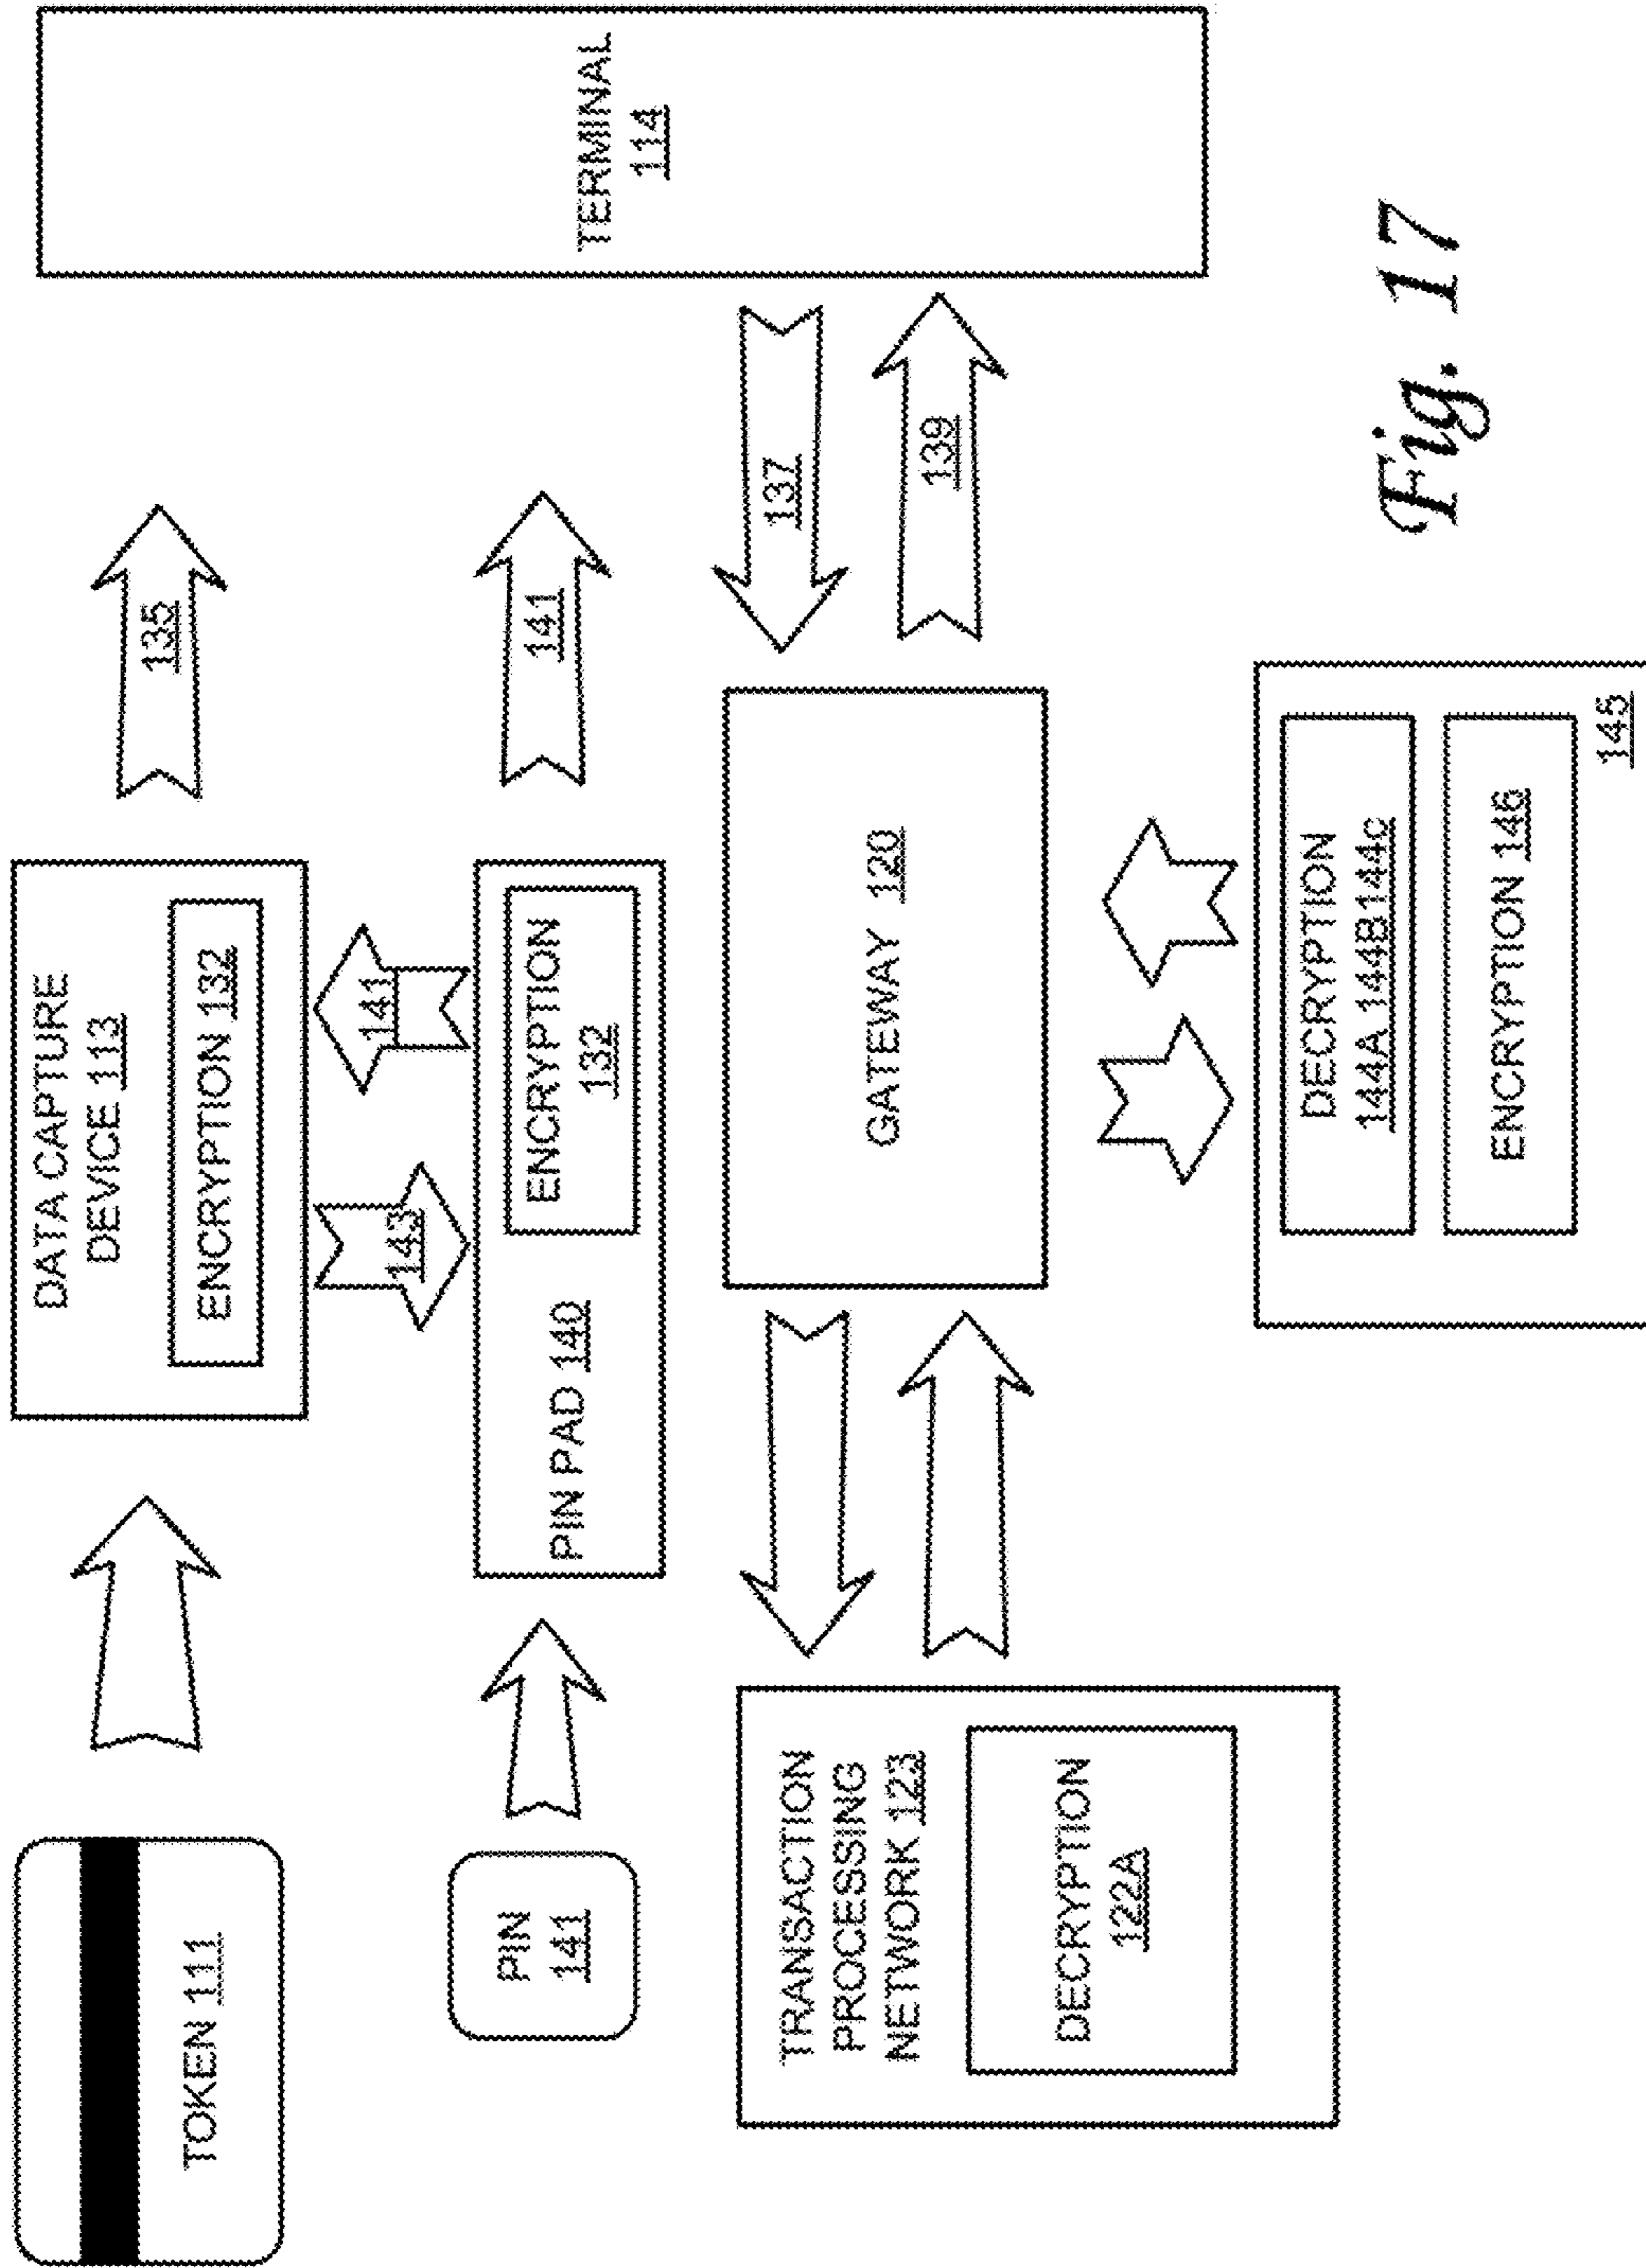 TOKEN 111
DATA CAPTURE
DEVICE 113
ENCRYPTION 132
135
143
141
PIN
141
PIN PAD 140
ENCRYPTION
132
141
TERMINAL
114
TRANSACTION
PROCESSING
NETWORK 123
DECRYPTION
122A
GATEWAY 120
137
139
DECRYPTION
144A 144B144c
ENCRYPTION 146
145
Fig. 17